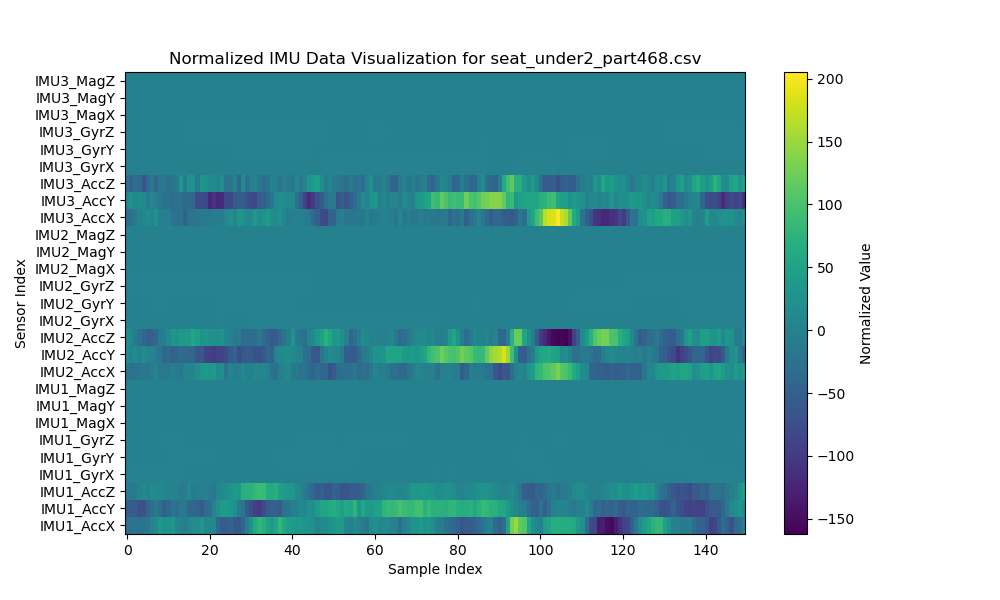 Normalized IMU Data Visualization for seat_under2_part468.csv
IMU3_MagZ
IMU3_MagY
IMU3_MagX
IMU3_GyrZ
IMU3_GyrY
IMU3_GyrX
IMU3_AccZ
IMU3_AccY
IMU3_AccX
IMU2_MagZ
IMU2_MagY
IMU2_MagX
IMU2_GyrZ
IMU2_GyrY
IMU2_GyrX
IMU2_AccZ
IMU2_AccY
IMU2_AccX
IMU1_MagZ
IMU1_MagY
IMU1_MagX
IMU1_GyrZ
IMU1_GyrY
IMU1_GyrX
IMU1_AccZ
IMU1_AccY
IMU1_AccX
Sensor Index
0 20 40 60 80 100 120 140
Sample Index
200
150
100
50
0
−50
−100
−150
Normalized Value